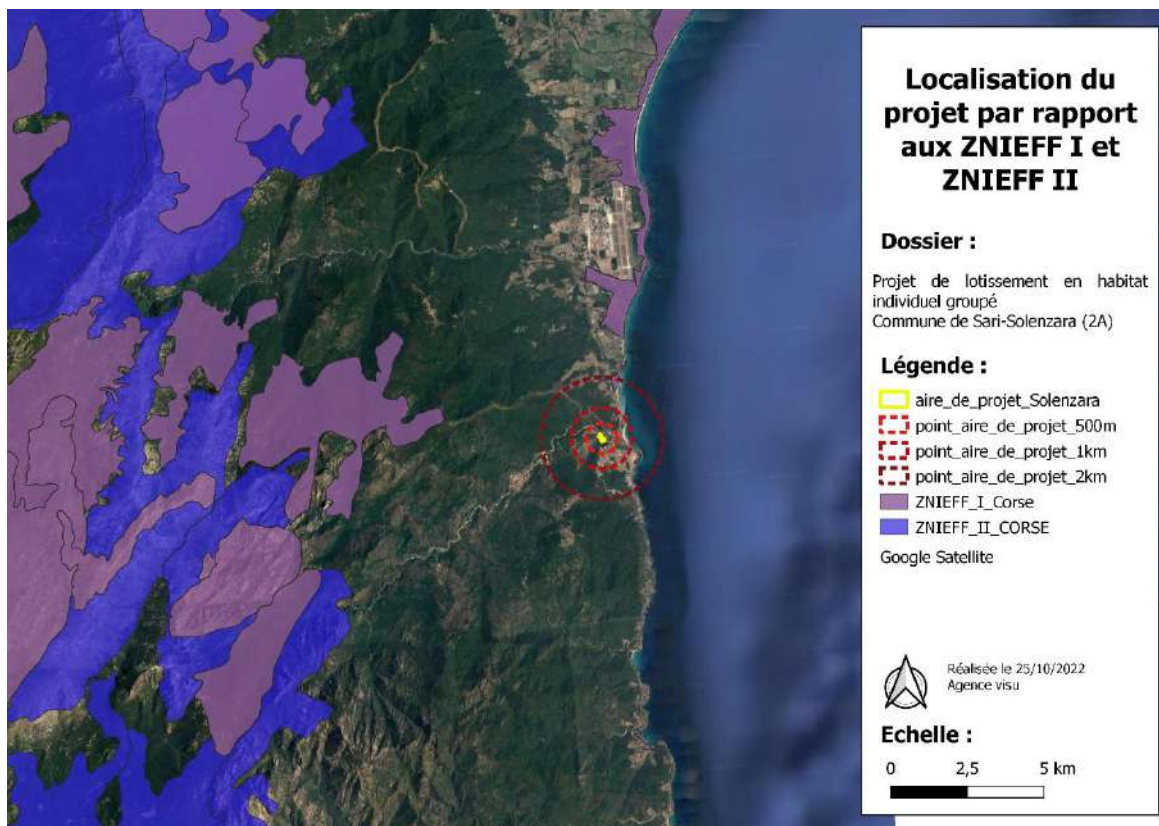 Localisation du
projet par rapport
aux ZNIEFF I et
ZNIEFF II
Dossier :
Projet de lotissement en habitat
individuel groupé
Commune de Sari-Solenzara (2A)
Légende :
aire_de_projet_Solenzara
point_aire_de_projet_500m
point_aire_de_projet_1km
point_aire_de_projet_2km
ZNIEFF_I_Corse
ZNIEFF_II_CORSE
Google Satellite
Réalisée le 25/10/2022
Agence visu
Echelle :
0 2,5 5 km